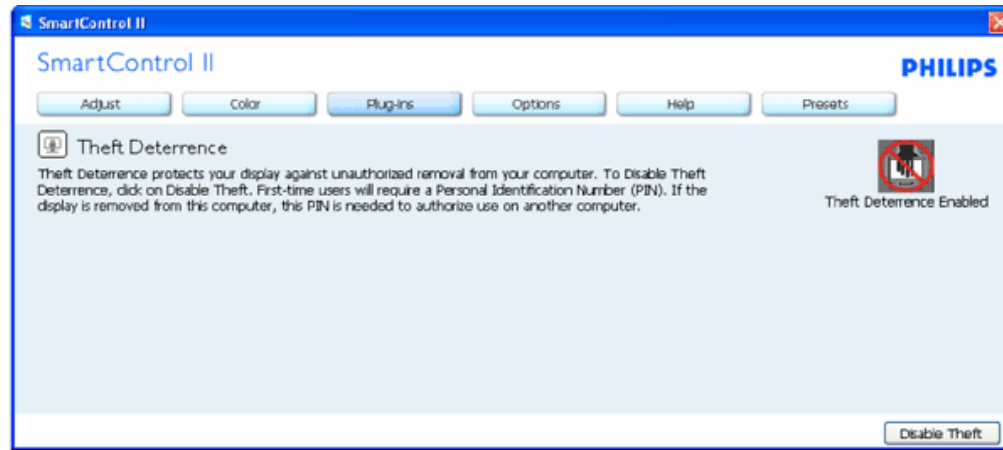 SmartControl II
SmartControl II
PHILIPS
Adjust
Color
Plug-Ins
Options
Help
Presets
Theft Deterrence
Theft Deterrence protects your display against unauthorized removal from your computer. To Disable Theft
Deterrence, click on Disable Theft. First-time users will require a Personal Identification Number (PIN). If the
display is removed from this computer, this PIN is needed to authorize use on another computer.
Theft Deterrence Enabled
Disable Theft